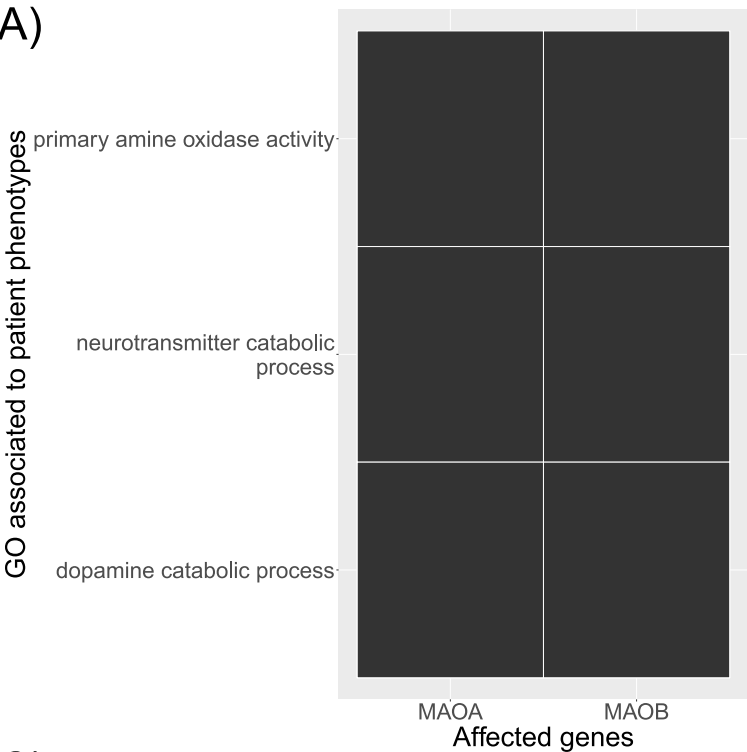 A)
GO associated to patient phenotypes
primary amine oxidase activity
neurotransmitter catabolic
process
dopamine catabolic process
MAOA
MAOB
Affected genes